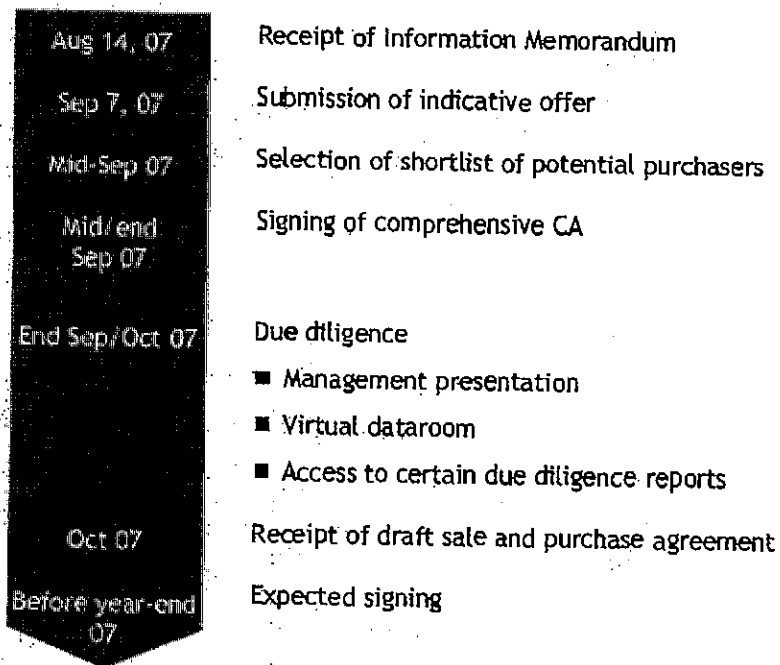 Aug 14, 07 Receipt of Information Memorandum
Sep 7, 07 Submission of indicative offer
Mid-Sep 07 Selection of shortlist of potential purchasers
Mid/end Signing of comprehensive CA
Sep 07
End Sep/Oct 07 Due diligence
■ Management presentation
■ Virtual dataroom
■ Access to certain due diligence reports
Oct 07 Receipt of draft sale and purchase agreement
Before year-end Expected signing
07